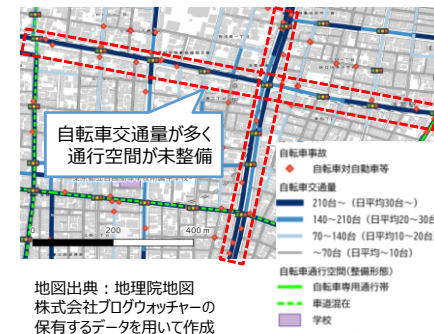 自転車交通量が多く
通行空間が未整備
0 200 400 m
自転車事故
自転車対自動車等
自転車交通量
210台～（日平均30台～）
140～210台（日平均20～30台
70～140台（日平均10～20台
～70台（日平均～10台）
自転車通行空間(整備形態)
自転車専用通行帯
車道混在
学校
地図出典：地理院地図
株式会社ブログウォッチャーの
保有するデータを用いて作成